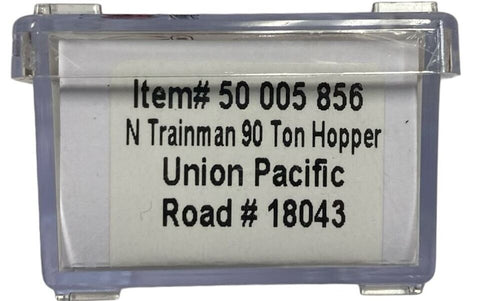 Item# 50 005 856
N Trainman 90 Ton Hopper
Union Pacific
Road # 18043